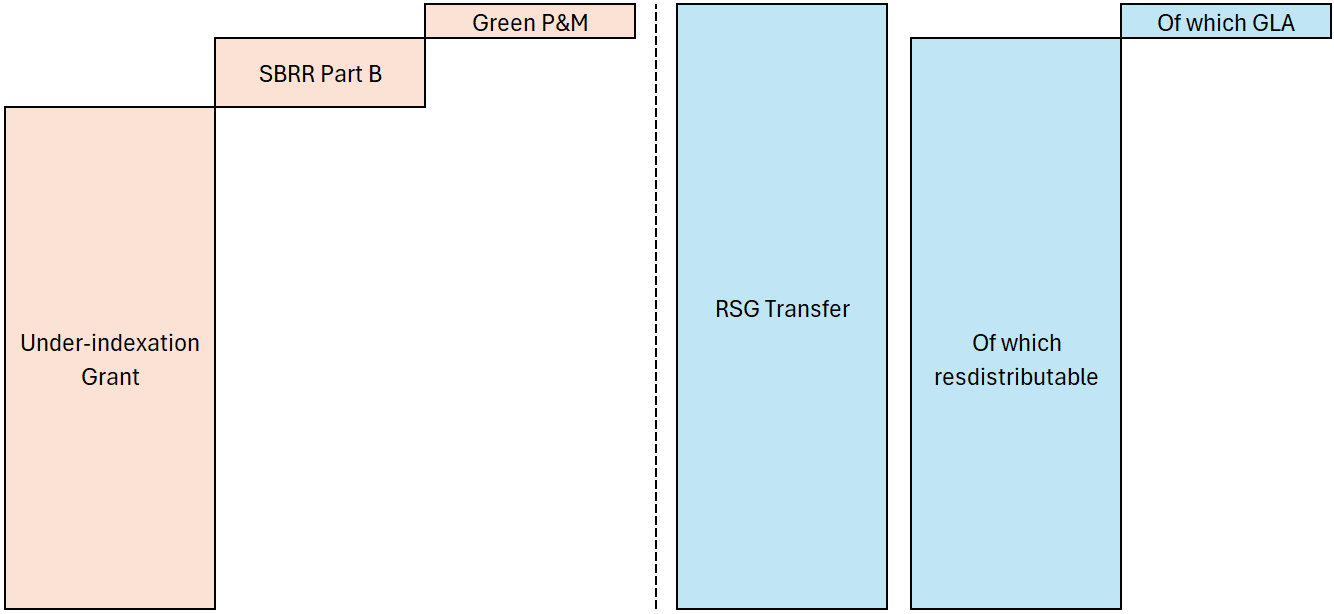 Green P&M
Of which GLA
SBRR Part B
RSG Transfer
Under-indexation
Grant
Of which
resdistributable